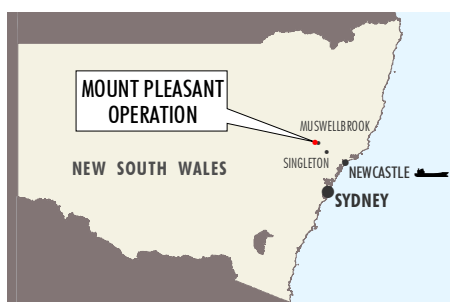 MOUNT PLEASANT
OPERATION
MUSWELLBROOK
SINGLETON
NEW SOUTH WALES
NEWCASTLE
SYDNEY